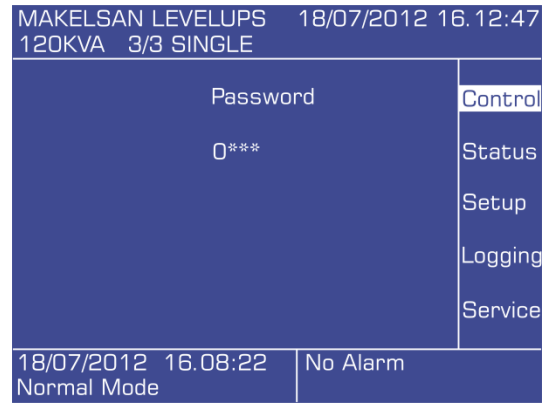 MAKELSAN LEVELUPS 18/07/2012 16.12:47
120KVA 3/3 SINGLE
Password
0***
Control
Status
Setup
Logging
Service
18/07/2012 16.08:22 No Alarm
Normal Mode